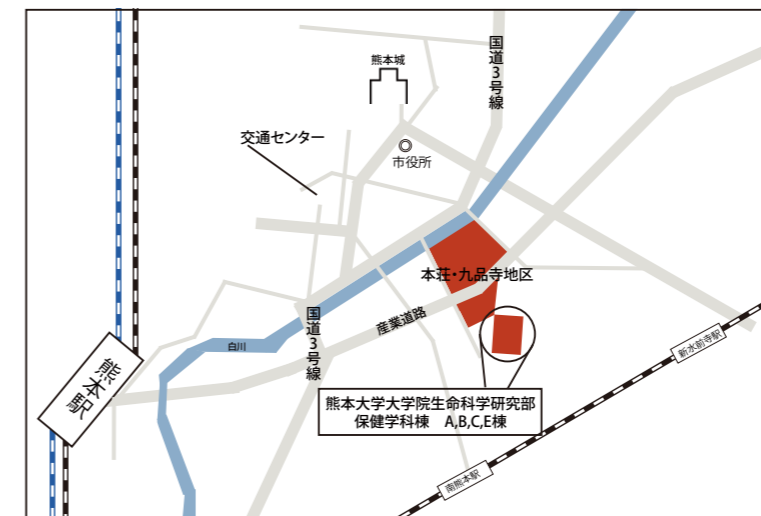 熊本城
国道3号線
交通センター
市役所
本荘・九品寺地区
国道3号線
産業道路
白川
新水前寺駅
熊本駅
熊本大学大学院生命科学研究部
保健学科棟 A,B,C,E棟
南熊本駅